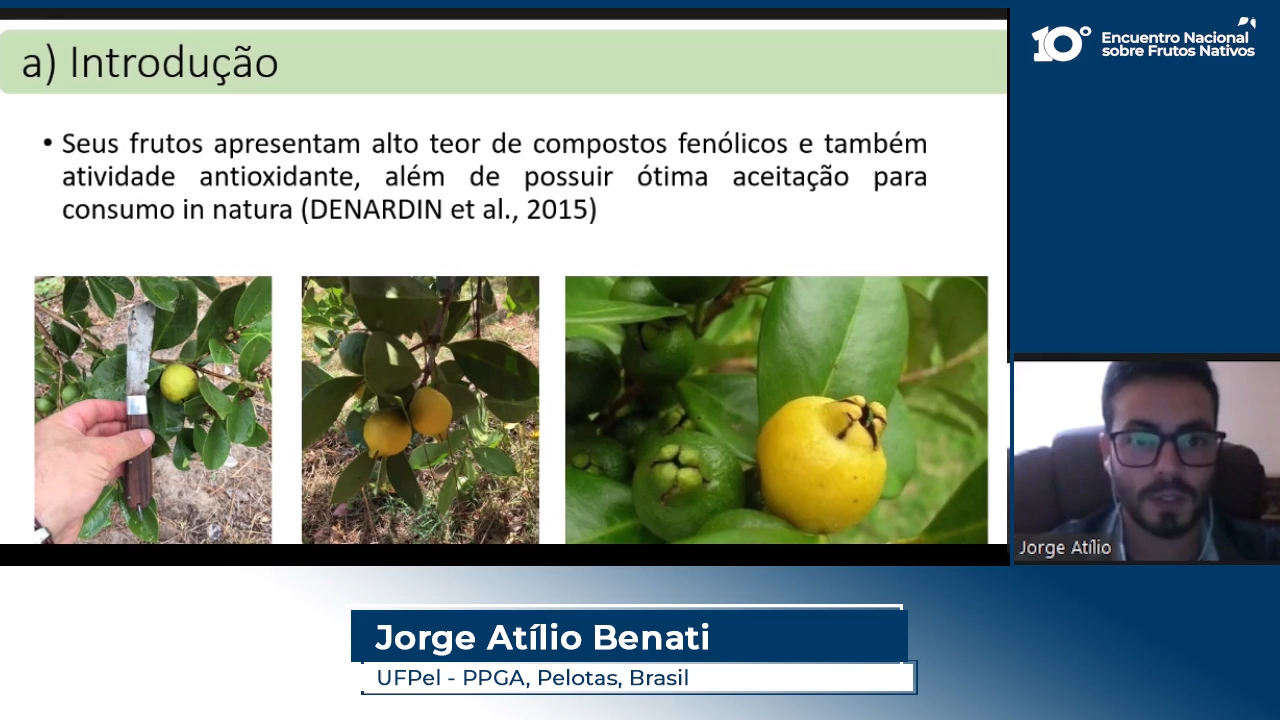 a) Introdução
• Seus frutos apresentam alto teor de compostos fenólicos e também
atividade antioxidante, além de possuir ótima aceitação para
consumo in natura (DENARDIN et al., 2015)
10° Encuentro Nacional
sobre Frutos Nativos
Jorge Atílio
Jorge Atílio Benati
UFPel - PPGA, Pelotas, Brasil